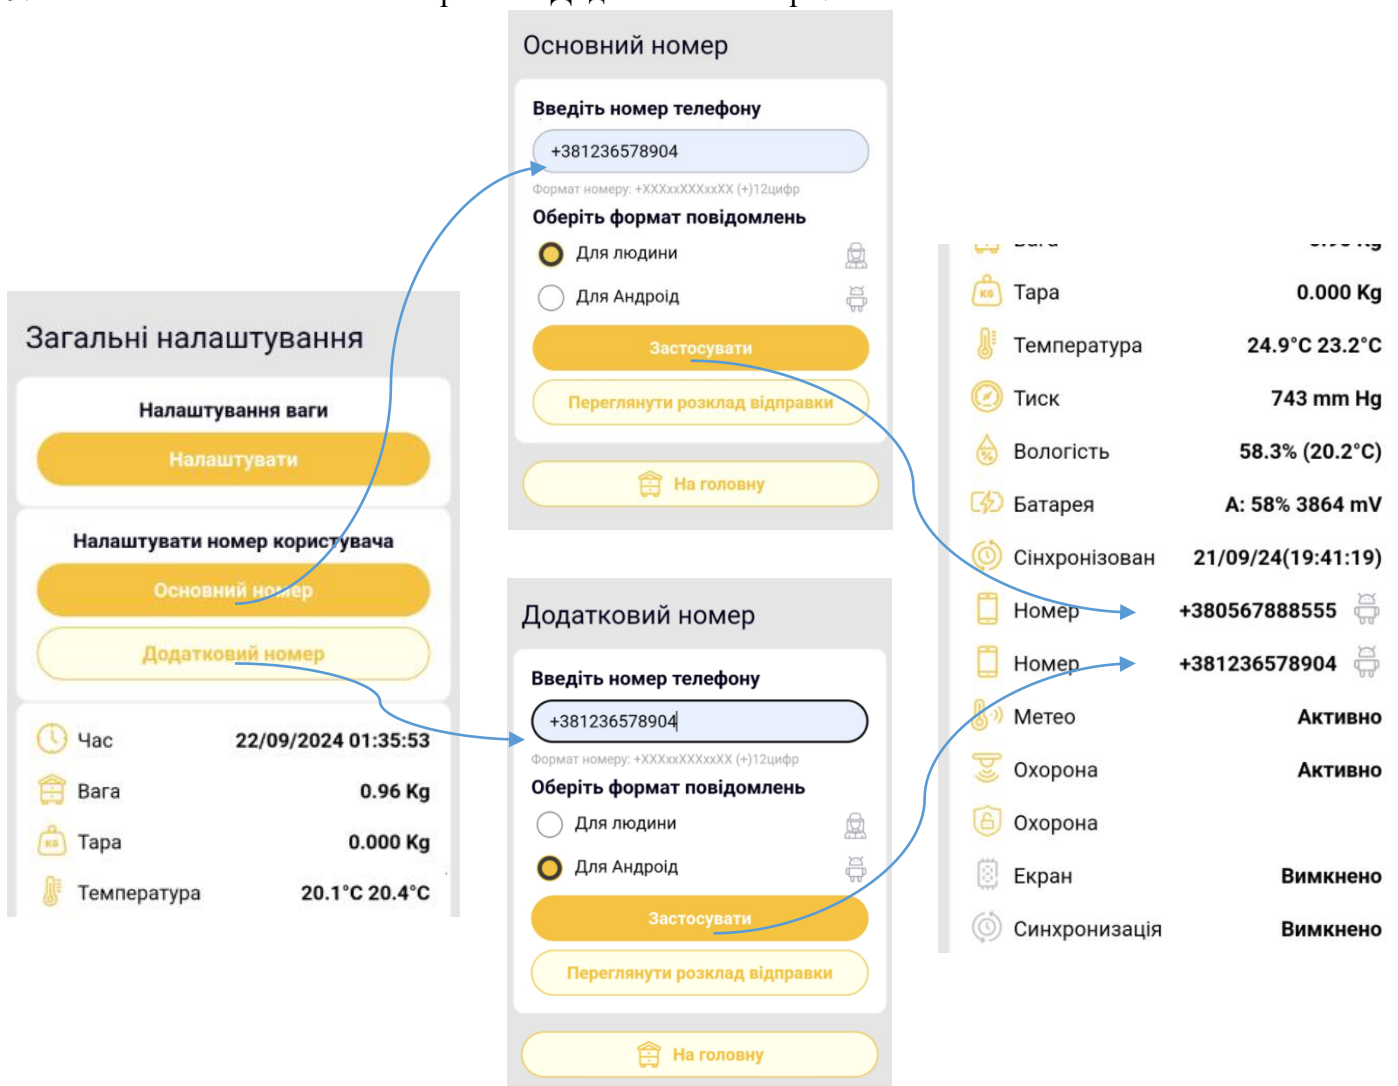 Основний номер
Введіть номер телефону
+381236578904
Формат номеру: +XXXxxXXXxxXX (+)12цифр
Оберіть формат повідомлень
Для людини
Для Андроід
Застосувати
Переглянути розклад відправки
На головну
Загальні налаштування
Налаштування ваги
Налаштувати
Налаштувати номер користувача
Основний номер
Додатковий номер
Час 22/09/2024 01:35:53
Вага 0.96 Kg
KG Тара 0.000 Kg
Температура 20.1°C 20.4°C
Додатковий номер
Введіть номер телефону
+381236578904
Формат номеру: +XXXxxXXXxxXX (+)12цифр
Оберіть формат повідомлень
Для людини
Для Андроід
Застосувати
Переглянути розклад відправки
На головну
KG Тара 0.000 Kg
Температура 24.9°C 23.2°C
Тиск 743 mm Hg
Вологість 58.3% (20.2°C)
Батарея A: 58% 3864 mV
Сінхронізован 21/09/24(19:41:19)
Номер +380567888555
Номер +381236578904
Метео Активно
Охорона Активно
Охорона
Екран Вимкнено
Синхронизація Вимкнено